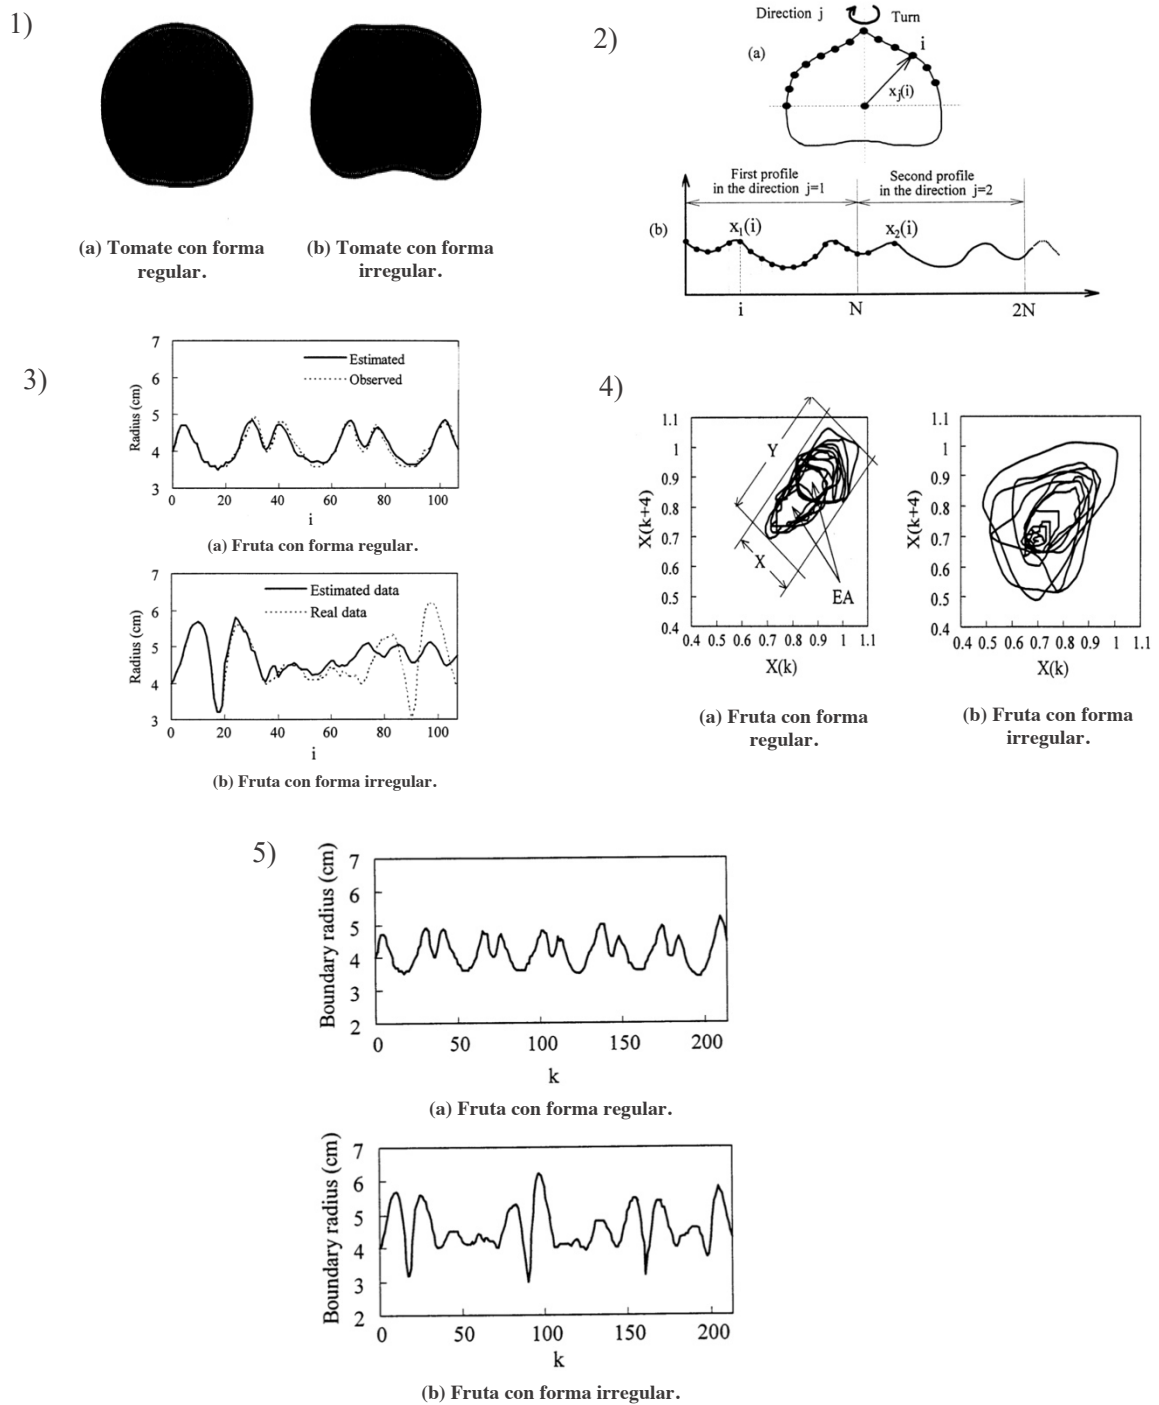 1)
(a) Tomate con forma
regular.
(b) Tomate con forma
irregular.
2)
Direction j
Turn
(a)
i
xj(i)
First profile
in the direction j=1
Second profile
in the direction j=2
(b)
x1(i)
x2(i)
i
N
2N
3)
Radius (cm)
7
6
5
4
3
Estimated
Observed
0 20 40 60 80 100
i
(a) Fruta con forma regular.
Radius (cm)
7
6
5
4
3
Estimated data
Real data
0 20 40 60 80 100
i
(b) Fruta con forma irregular.
4)
X(k+4)
1.1
1
0.9
0.8
0.7
0.6
0.5
0.4
Y
X
EA
0.4 0.5 0.6 0.7 0.8 0.9 1 1.1
X(k)
(a) Fruta con forma
regular.
X(k+4)
1.1
1
0.9
0.8
0.7
0.6
0.5
0.4
0.4 0.5 0.6 0.7 0.8 0.9 1 1.1
X(k)
(b) Fruta con forma
irregular.
5)
Boundary radius (cm)
7
6
5
4
3
2
0 50 100 150 200
k
(a) Fruta con forma regular.
Boundary radius (cm)
7
6
5
4
3
2
0 50 100 150 200
k
(b) Fruta con forma irregular.